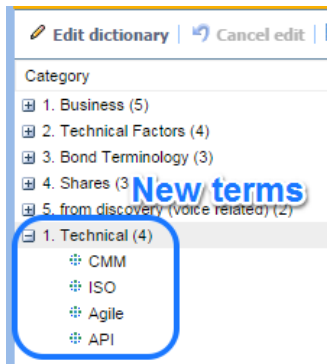 Edit dictionary | Cancel edit |
Category
1. Business (5)
2. Technical Factors (4)
3. Bond Terminology (3)
4. Shares (3
New terms
5. from discovery (voice related) (2)
1. Technical (4)
CMM
ISO
Agile
API